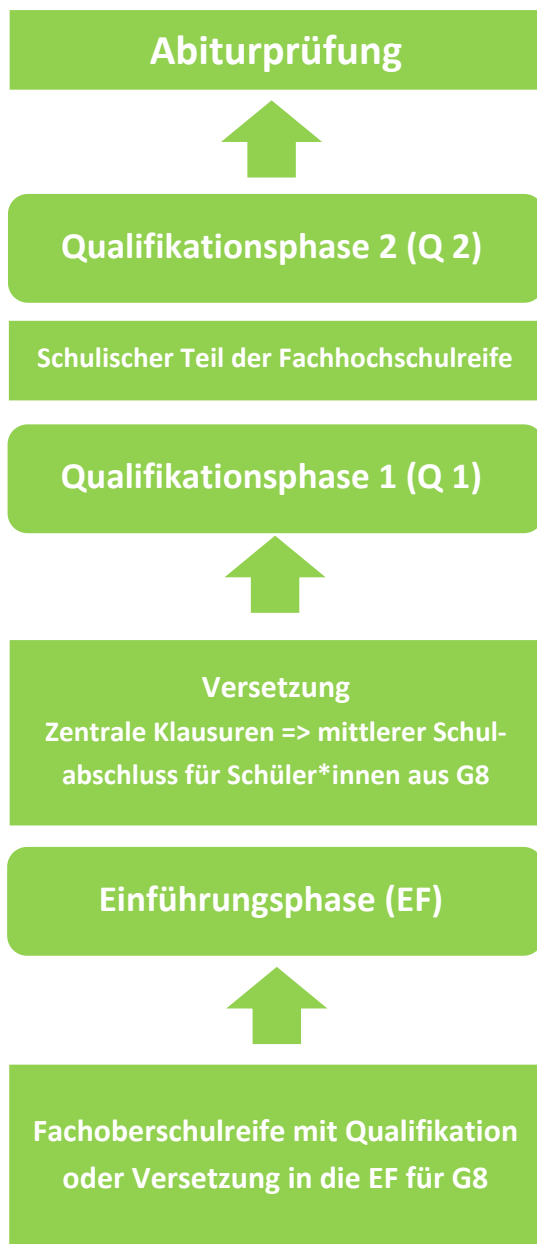 Abiturprüfung
Qualifikationsphase 2 (Q 2)
Schulischer Teil der Fachhochschulreife
Qualifikationsphase 1 (Q 1)
Versetzung
Zentrale Klausuren => mittlerer Schul-
abschluss für Schüler*innen aus G8
Einführungsphase (EF)
Fachoberschulreife mit Qualifikation
oder Versetzung in die EF für G8